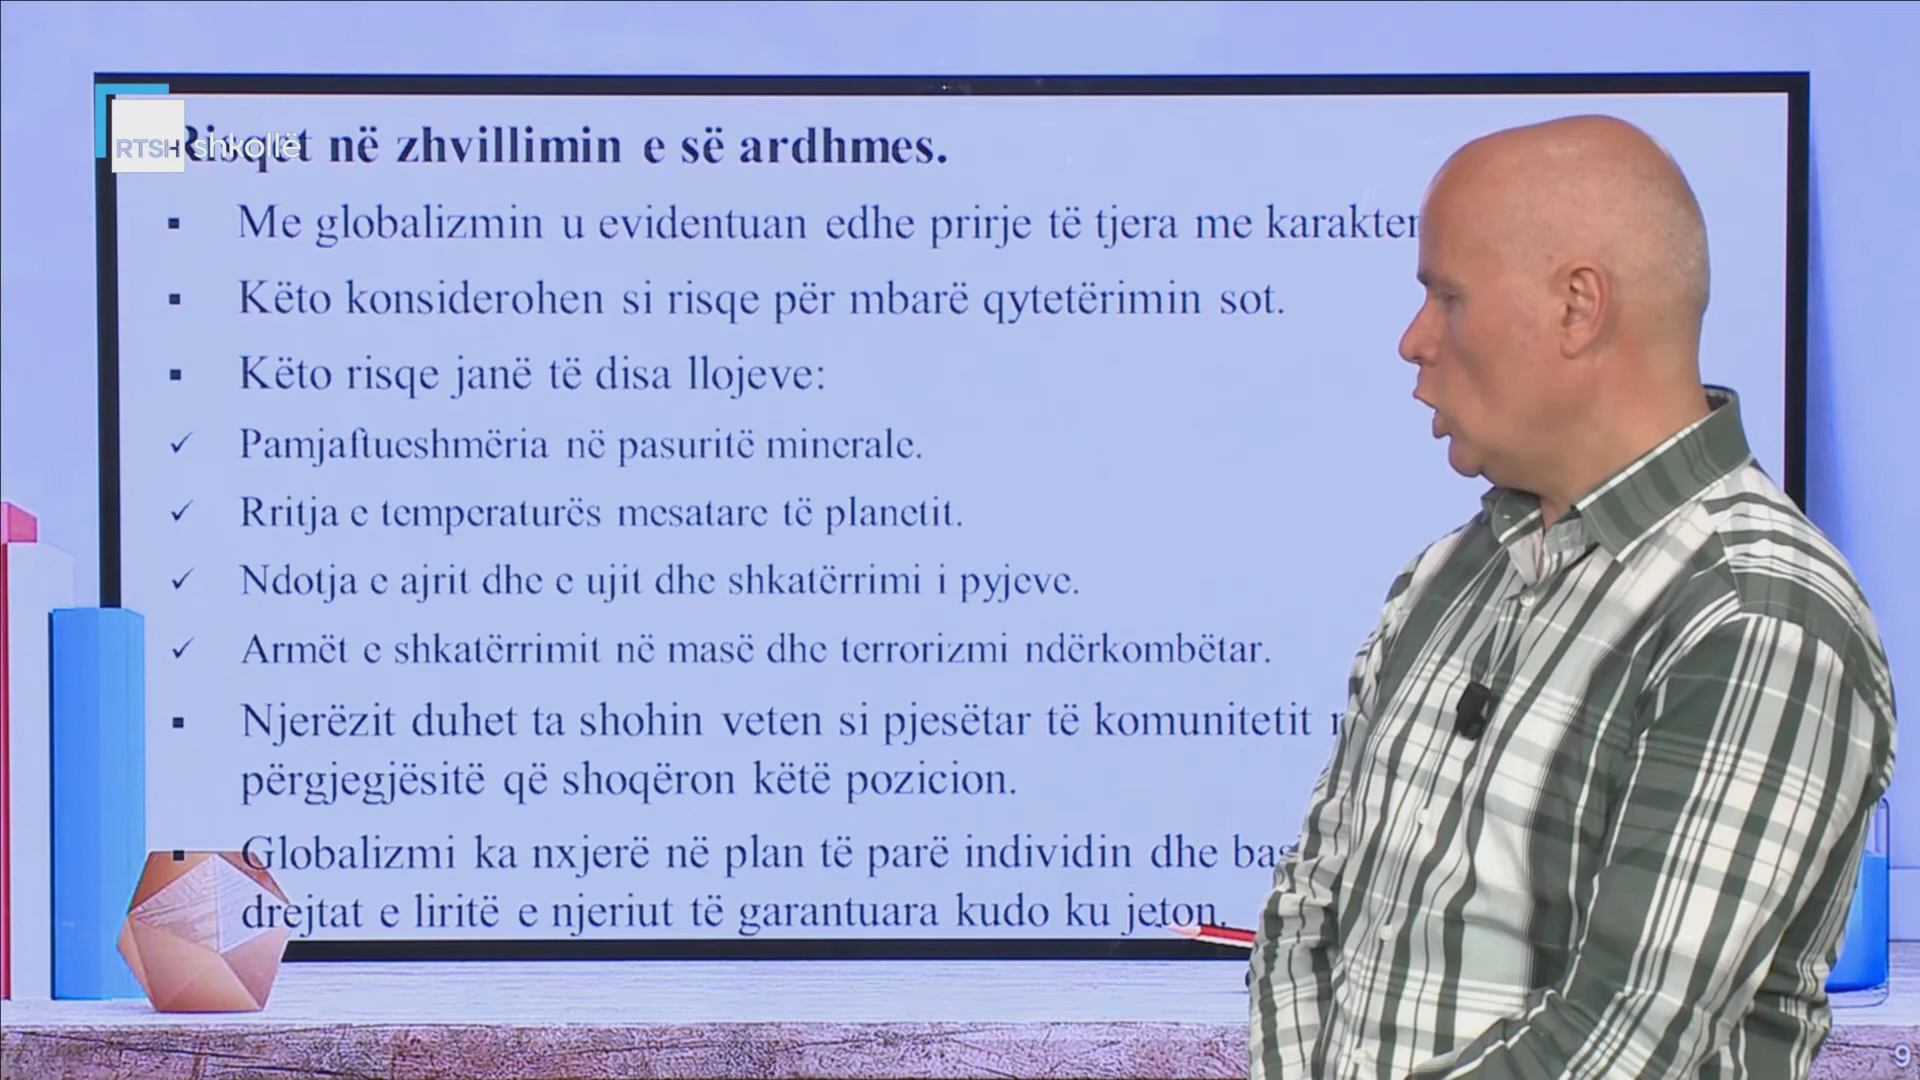 RTSH shkollë
Risqet në zhvillimin e së ardhmes.
▪ Me globalizmin u evidentuan edhe prirje të tjera me karakter
▪ Këto konsiderohen si risqe për mbarë qytetërimin sot.
▪ Këto risqe janë të disa llojeve:
✓ Pamjaftueshmëria në pasuritë minerale.
✓ Rritja e temperaturës mesatare të planetit.
✓ Ndotja e ajrit dhe e ujit dhe shkatërrimi i pyjeve.
✓ Armët e shkatërrimit në masë dhe terrorizmi ndërkombëtar.
▪ Njerëzit duhet ta shohin veten si pjesëtar të komunitetit
përgjegjësitë që shoqëron këtë pozicion.
▪ Globalizmi ka nxjerë në plan të parë individin dhe
drejtat e liritë e njeriut të garantuara kudo ku jeton.
9